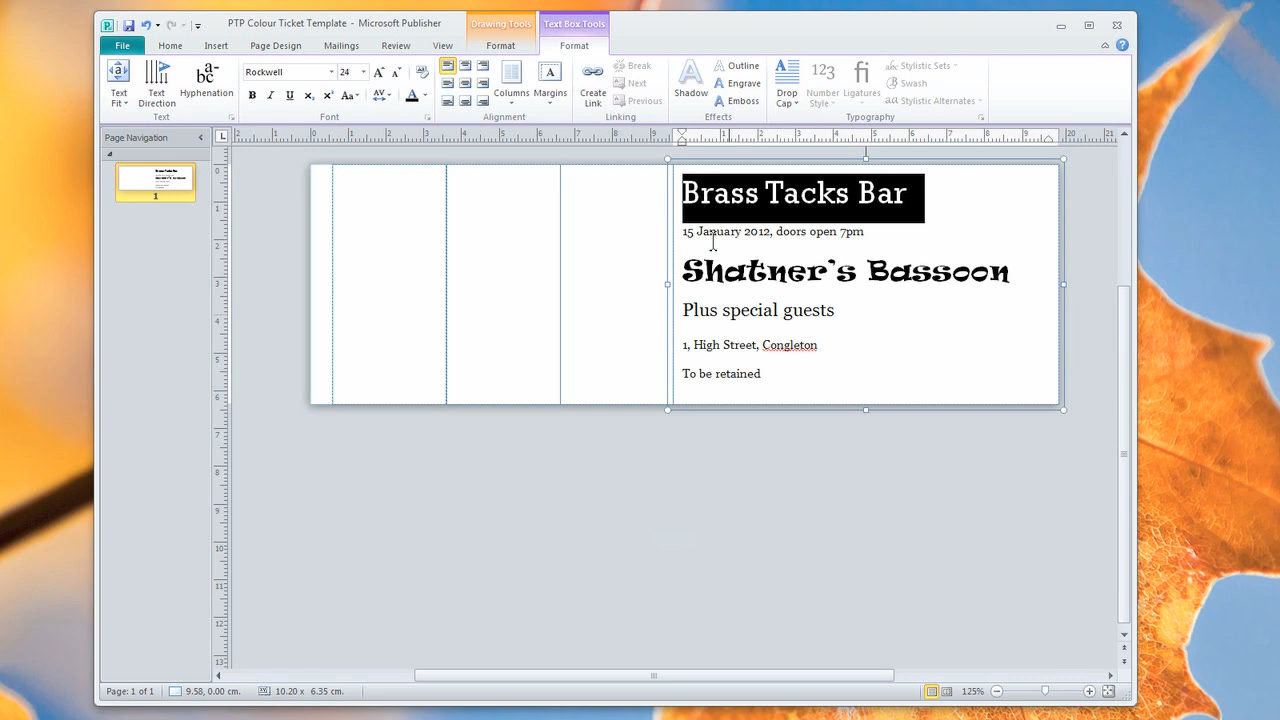 PTP Colour Ticket Template - Microsoft Publisher
Drawing Tools
Text Box Tools
File
Home
Insert
Page Design
Mailings
Review
View
Format
Format
Text Fit
Text Direction
Hyphenation
Text
Rockwell
24
Font
Alignment
Columns
Margins
Create Link
Break
Next
Previous
Linking
Shadow
Outline
Engrave
Emboss
Effects
Drop Cap
Number Style
Ligatures
Stylistic Sets
Swash
Stylistic Alternates
Typography
Page Navigation
1
Brass Tacks Bar
15 January 2012, doors open 7pm
Shatner's Bassoon
Plus special guests
1, High Street, Congleton
To be retained
Page: 1 of 1
9.58, 0.00 cm.
10.20 x 6.35 cm.
125%